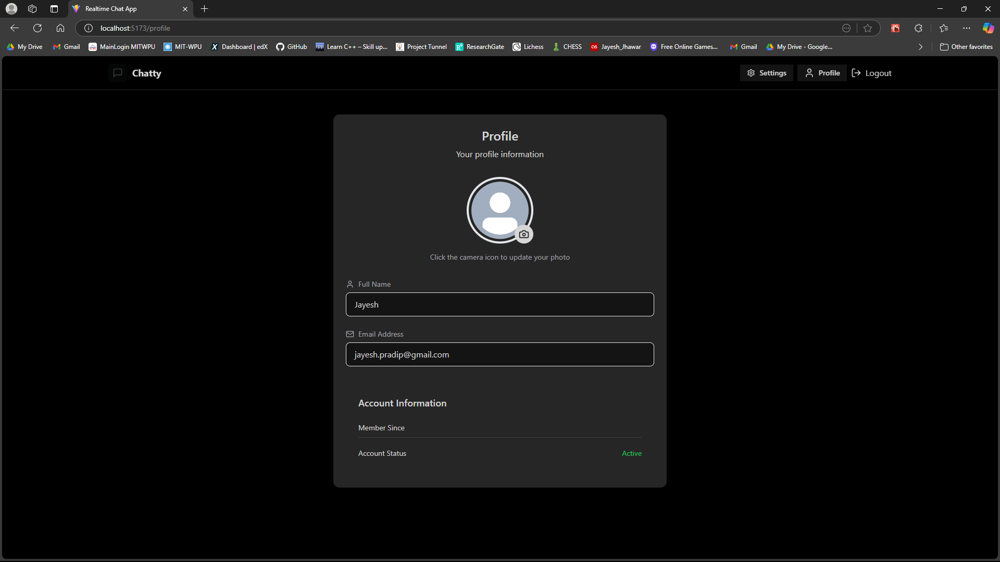 Realtime Chat App
localhost:5173/profile
My Drive Gmail MainLogin MITWPU MIT-WPU Dashboard | edX GitHub Learn C++ – Skill up... Project Tunnel ResearchGate Lichess CHESS Jayesh_Jhawar Free Online Games... Gmail My Drive - Google... Other favorites
Chatty Settings Profile Logout
Profile
Your profile information
Click the camera icon to update your photo
Full Name
Jayesh
Email Address
jayesh.pradip@gmail.com
Account Information
Member Since
Account Status Active